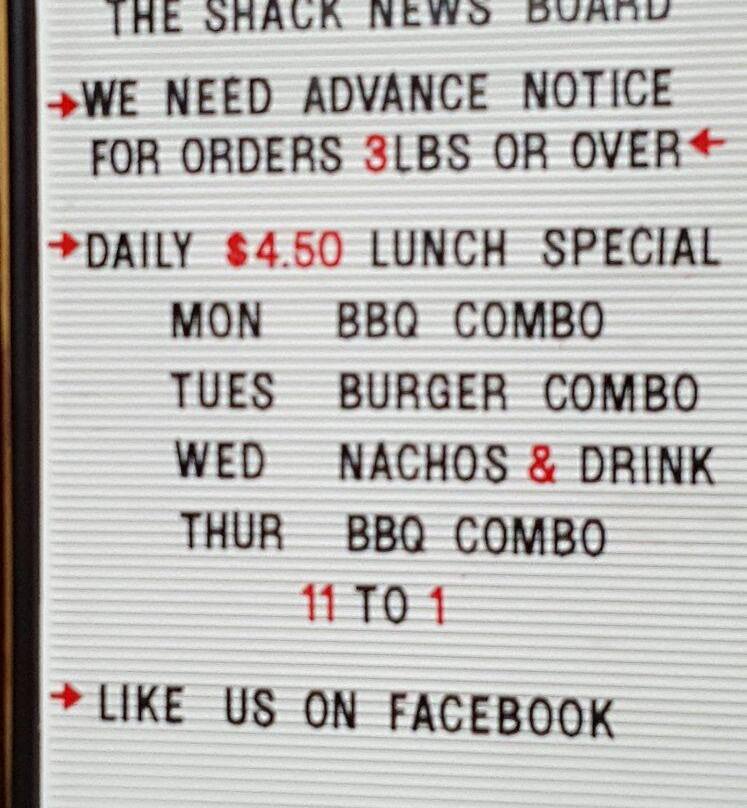 THE SHACK NEWS BOARD
→WE NEED ADVANCE NOTICE
FOR ORDERS 3LBS OR OVER←
→DAILY $4.50 LUNCH SPECIAL
MON BBQ COMBO
TUES BURGER COMBO
WED NACHOS & DRINK
THUR BBQ COMBO
11 TO 1
→LIKE US ON FACEBOOK